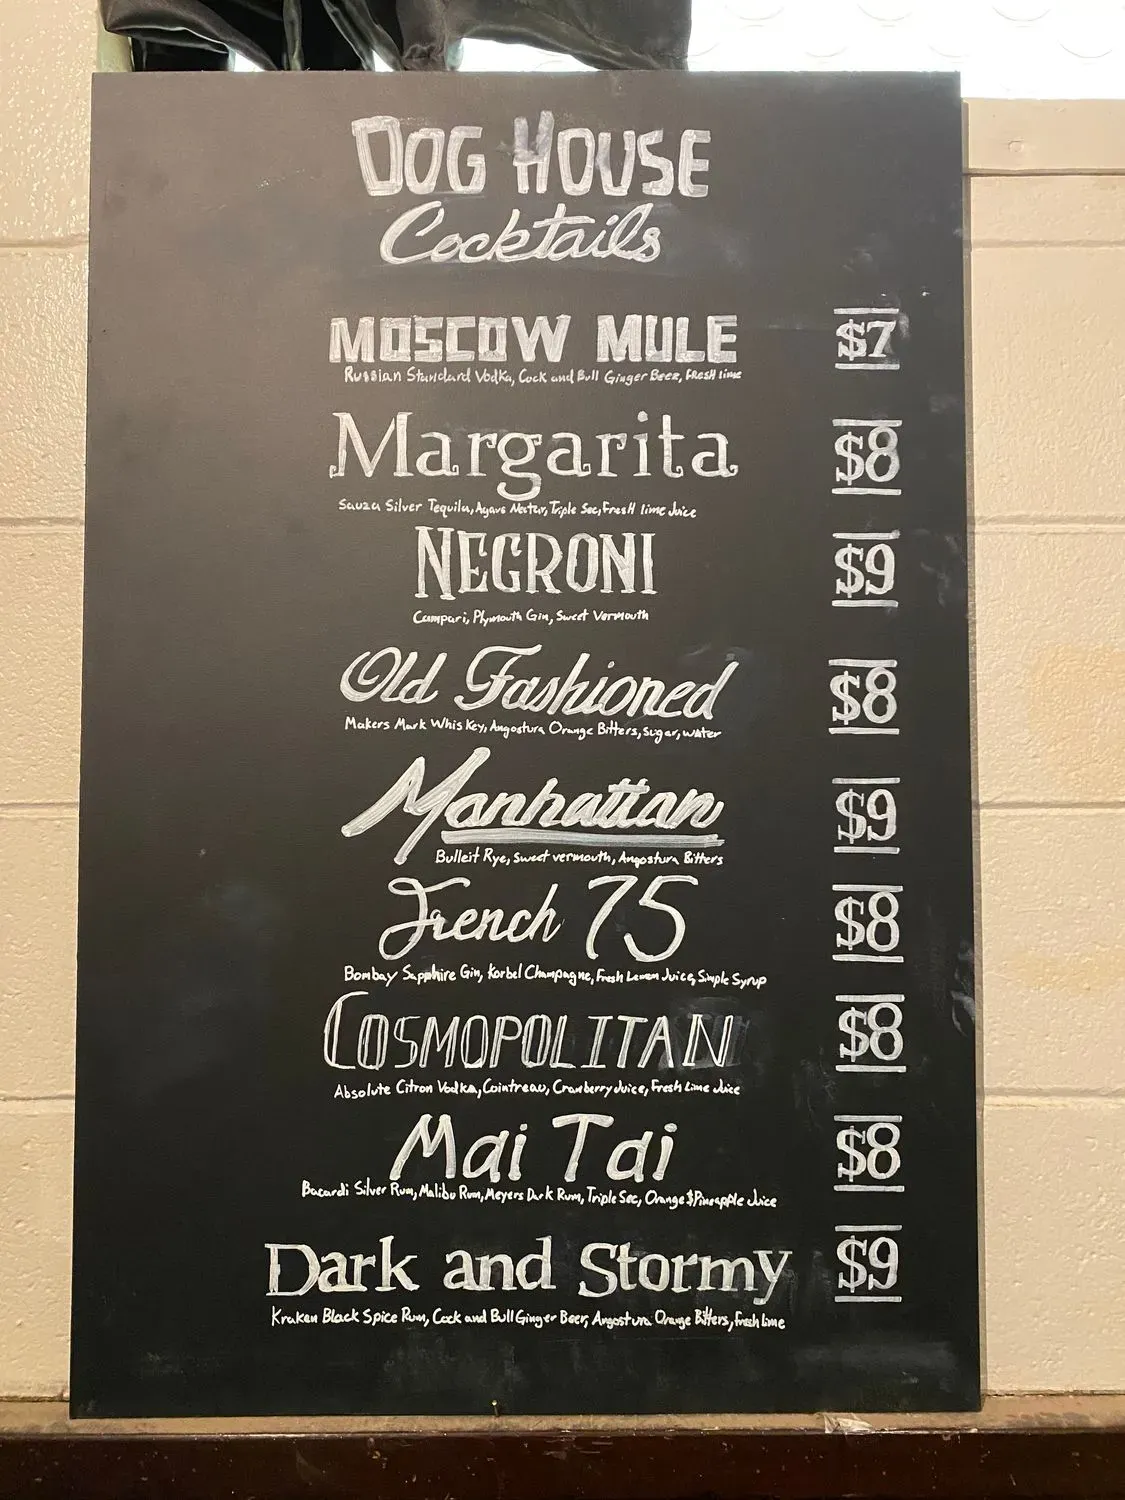 DOG HOUSE
Cocktails
MOSCOW MULE $7
Russian Standard Vodka, Cock and Bull Ginger Beer, Fresh lime
Margarita $8
Sauza Silver Tequila, Agave Nectar, Triple Sec, Fresh lime Juice
NEGRONI $9
Campari, Plymouth Gin, Sweet Vermouth
Old Fashioned $8
Makers Mark Whiskey, Angostura Orange Bitters, Sugar, water
Manhattan $9
Bulleit Rye, Sweet vermouth, Angostura Bitters
French 75 $8
Bombay Sapphire Gin, Korbel Champagne, Fresh Lemon Juice, Simple Syrup
COSMOPOLITAN $8
Absolute Citron Vodka, Cointreau, Cranberry Juice, Fresh Lime Juice
Mai Tai $8
Bacardi Silver Rum, Malibu Rum, Meyers Dark Rum, Triple Sec, Orange $ Pineapple Juice
Dark and Stormy $9
Kraken Black Spice Rum, Cock and Bull Ginger Beer, Angostura Orange Bitters, fresh lime